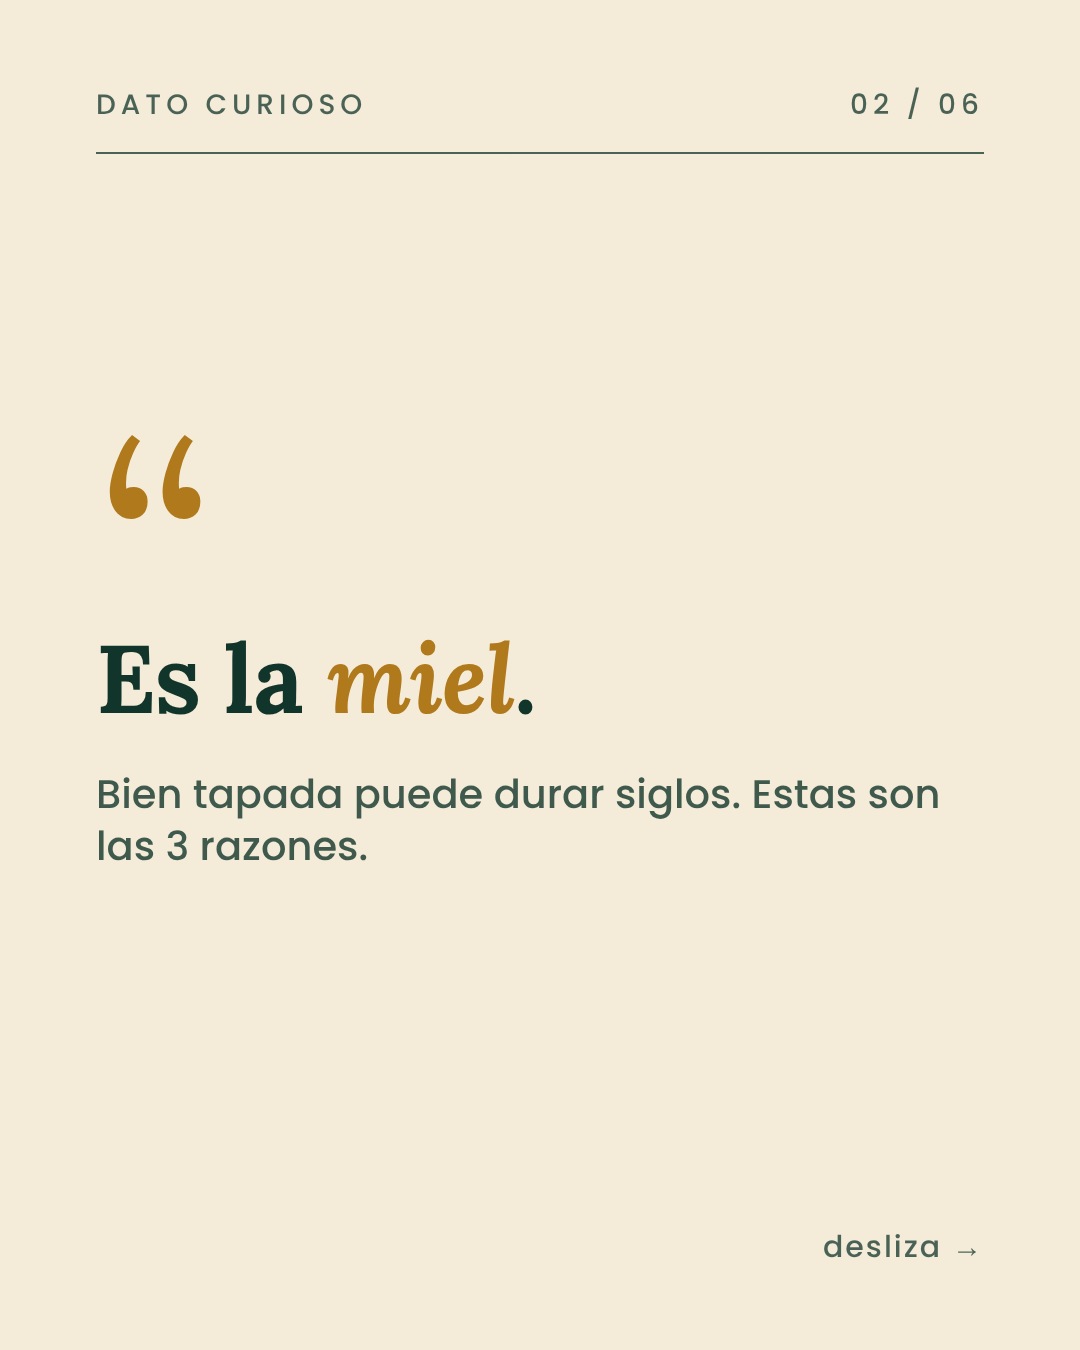 DATO CURIOSO
02 / 06
“
Es la miel.
Bien tapada puede durar siglos. Estas son
las 3 razones.
desliza →